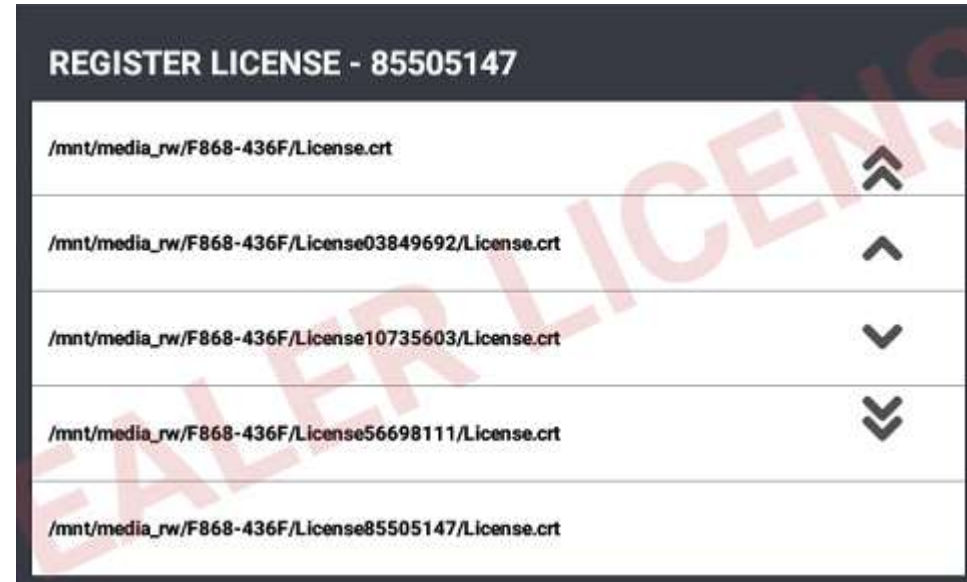 REGISTER LICENSE - 85505147
/mnt/media_rw/F868-436F/License.crt
/mnt/media_rw/F868-436F/License03849692/License.crt
/mnt/media_rw/F868-436F/License10735603/License.crt
/mnt/media_rw/F868-436F/License56698111/License.crt
/mnt/media_rw/F868-436F/License85505147/License.crt
EALER LICENS